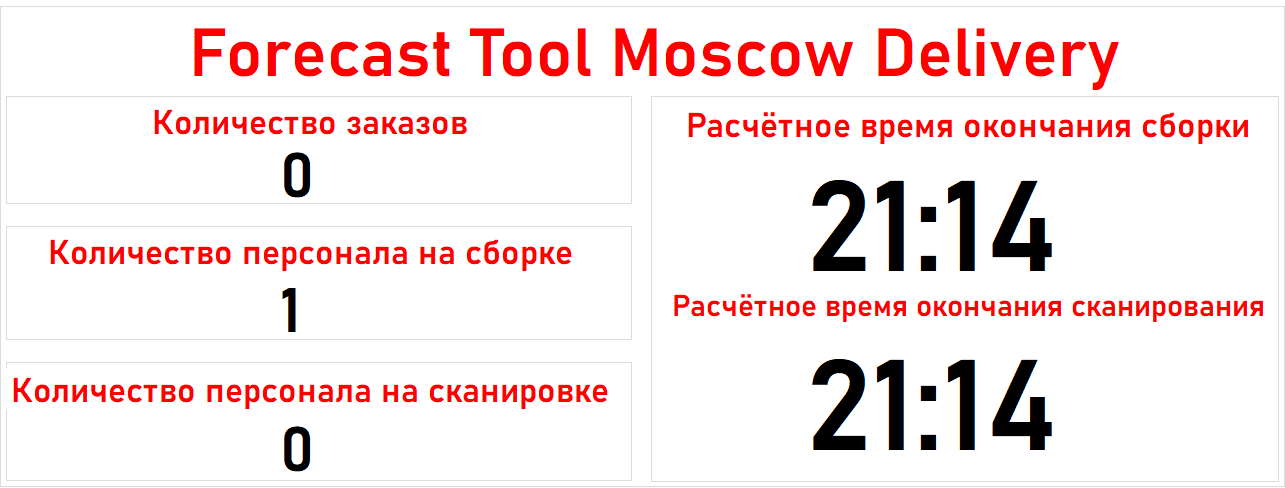 Forecast Tool Moscow Delivery
Количество заказов
0
Количество персонала на сборке
1
Количество персонала на сканировке
0
Расчётное время окончания сборки
21:14
Расчётное время окончания сканирования
21:14